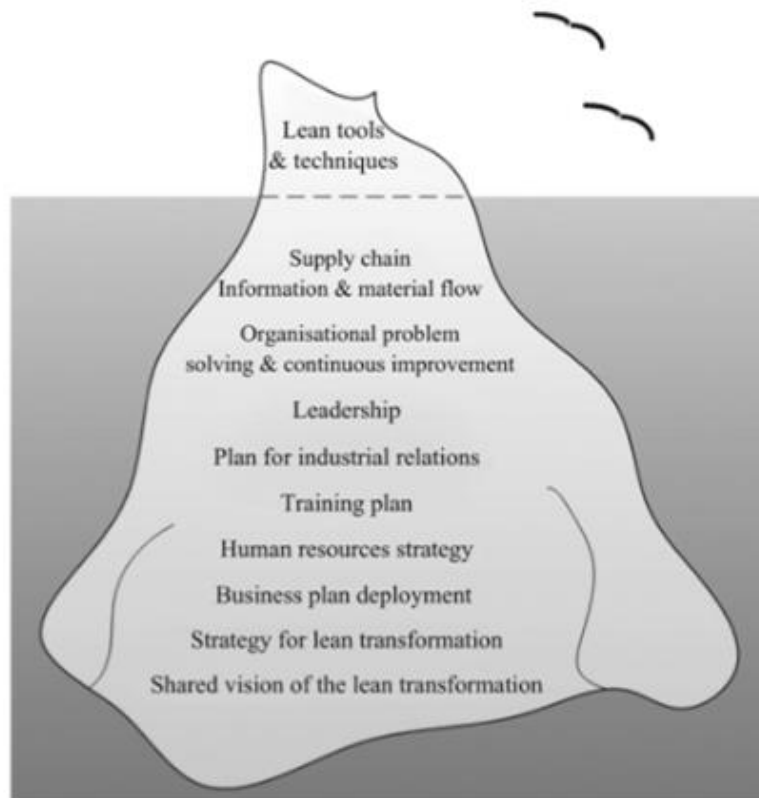 Lean tools
& techniques
Supply chain
Information & material flow
Organisational problem
solving & continuous improvement
Leadership
Plan for industrial relations
Training plan
Human resources strategy
Business plan deployment
Strategy for lean transformation
Shared vision of the lean transformation